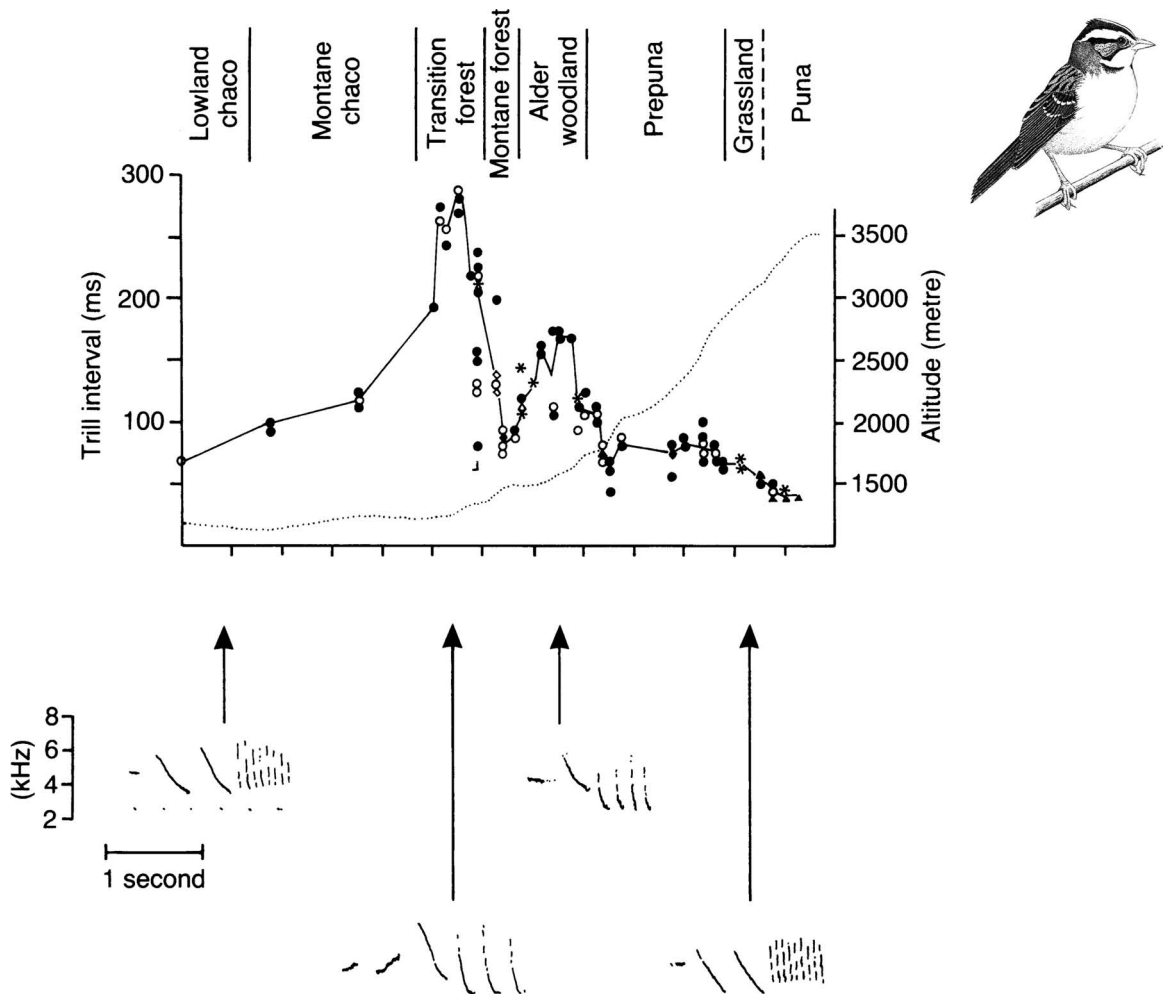 Lowland
chaco
Montane
chaco
Transition
forest
Montane forest
Alder
woodland
Prepuna
Grassland
Puna
300
200
100
Trill interval (ms)
3500
3000
2500
2000
1500
Altitude (metre)
8
6
4
2
(kHz)
1 second